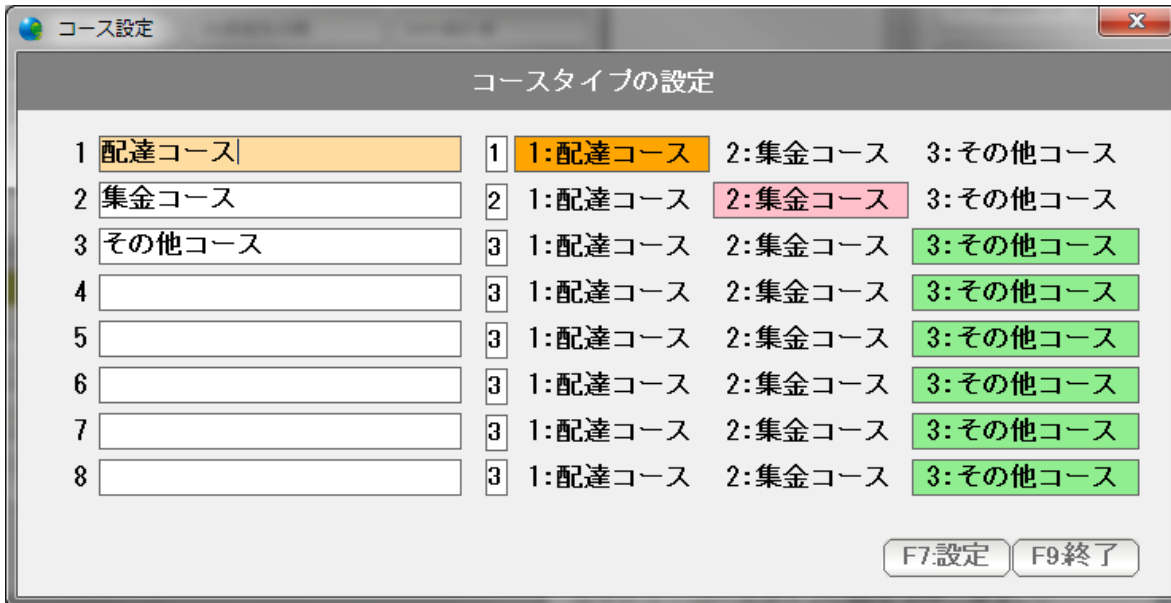 コース設定
コースタイプの設定
1 配達コース 1 1:配達コース 2:集金コース 3:その他コース
2 集金コース 2 1:配達コース 2:集金コース 3:その他コース
3 その他コース 3 1:配達コース 2:集金コース 3:その他コース
4 3 1:配達コース 2:集金コース 3:その他コース
5 3 1:配達コース 2:集金コース 3:その他コース
6 3 1:配達コース 2:集金コース 3:その他コース
7 3 1:配達コース 2:集金コース 3:その他コース
8 3 1:配達コース 2:集金コース 3:その他コース
F7:設定 F9:終了